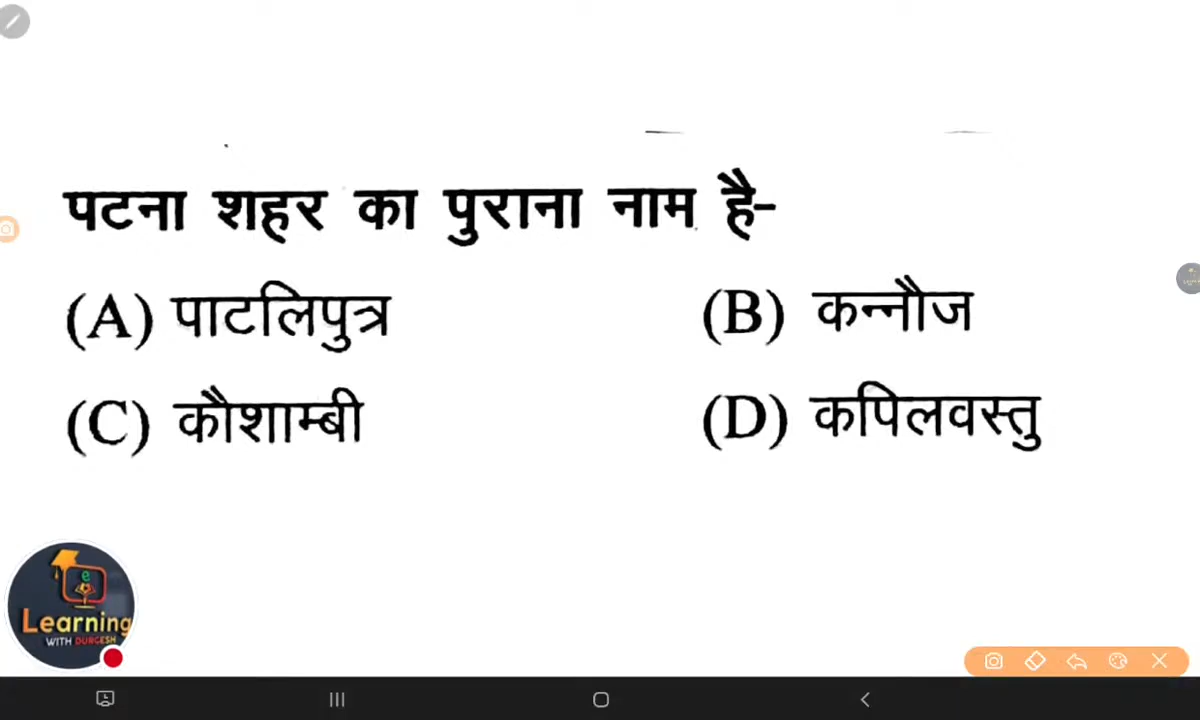 पटना शहर का पुराना नाम है-
(A) पाटलिपुत्र (B) कन्नौज
(C) कौशाम्बी (D) कपिलवस्तु
e
Learning
WITH DURGESH